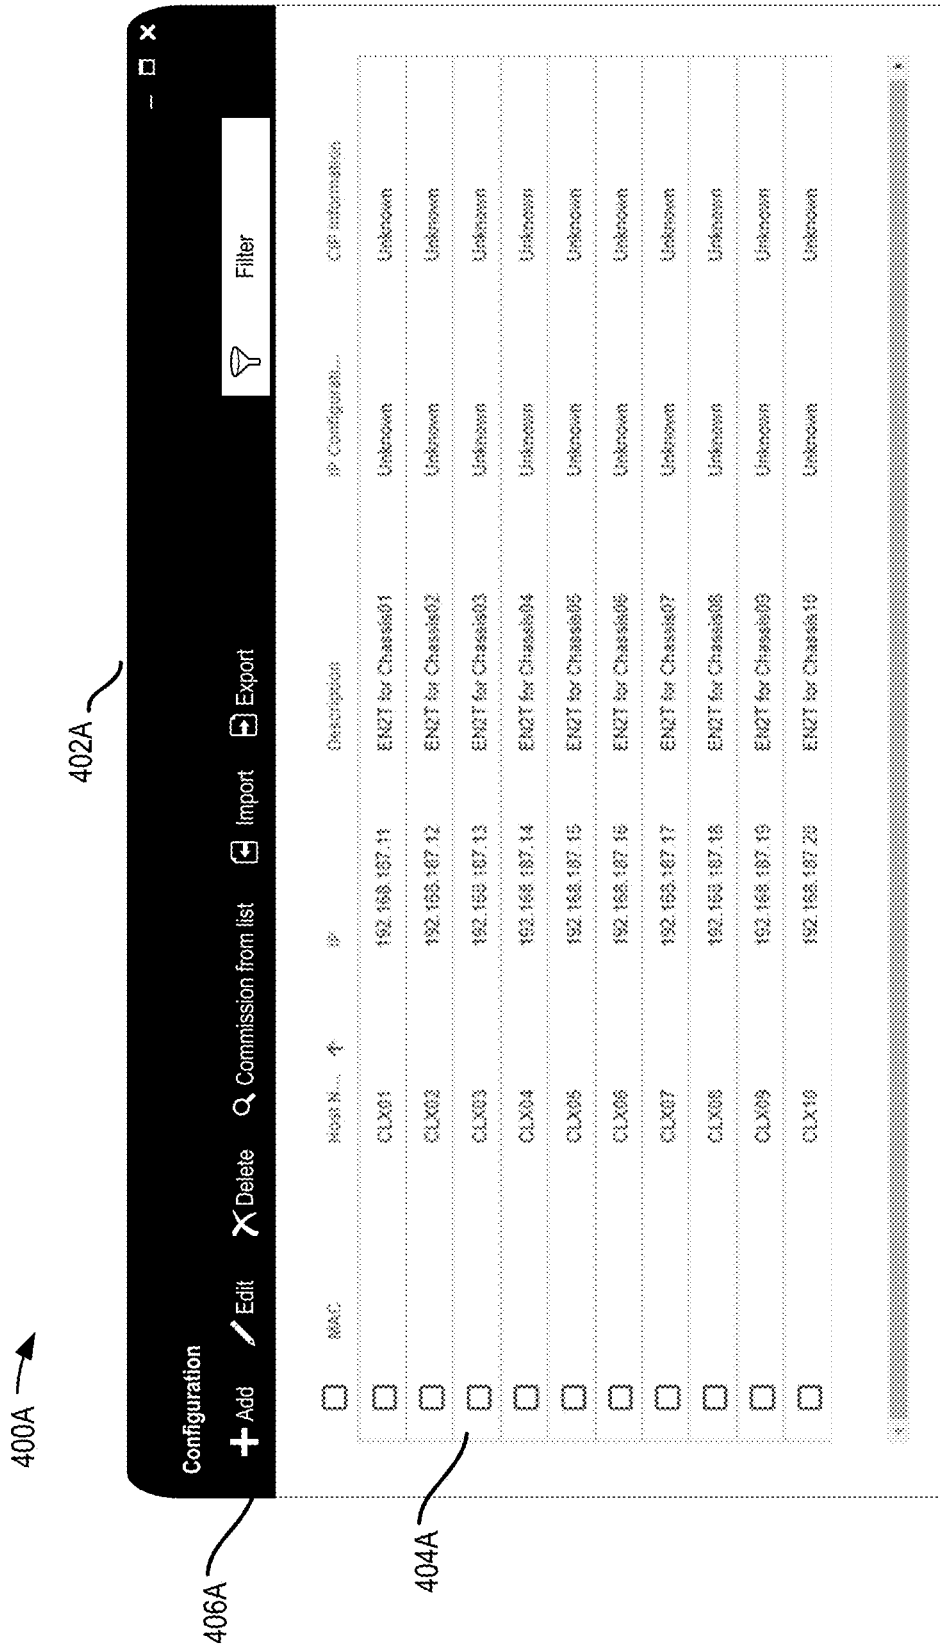 400A
402A
Configuration
Add Edit Delete Commission from list Import Export Filter
406A
MAC Host N... IP Description IP Configurati... CIP Information
CLX01 192.168.187.11 EN2T for Chassis01 Unknown Unknown
CLX02 192.168.187.12 EN2T for Chassis02 Unknown Unknown
CLX03 192.168.187.13 EN2T for Chassis03 Unknown Unknown
CLX04 192.168.187.14 EN2T for Chassis04 Unknown Unknown
CLX05 192.168.187.15 EN2T for Chassis05 Unknown Unknown
CLX06 192.168.187.16 EN2T for Chassis06 Unknown Unknown
CLX07 192.168.187.17 EN2T for Chassis07 Unknown Unknown
CLX08 192.168.187.18 EN2T for Chassis08 Unknown Unknown
CLX09 192.168.187.19 EN2T for Chassis09 Unknown Unknown
CLX10 192.168.187.20 EN2T for Chassis10 Unknown Unknown
404A